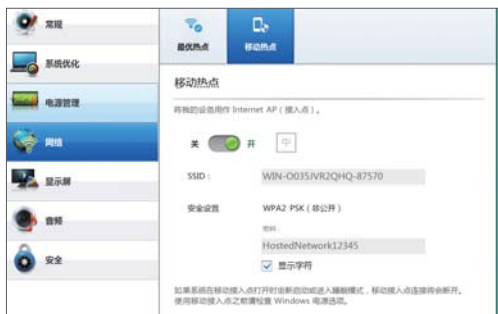 常规
系统优化
电源管理
网络
显示屏
音频
安全
最优热点
移动热点
移动热点
将我的设备用作 Internet AP ( 接入点 ) 。
关 开 中
SSID : WIN-O035JVR2QHQ-87570
安全设置 WPA2 PSK ( 非公开 )
密码 :
HostedNetwork12345
显示字符
如果系统在移动接入点打开时重新启动或进入睡眠模式 , 移动接入点连接将会断开。
使用移动接入点之前请检查 Windows 电源选项。